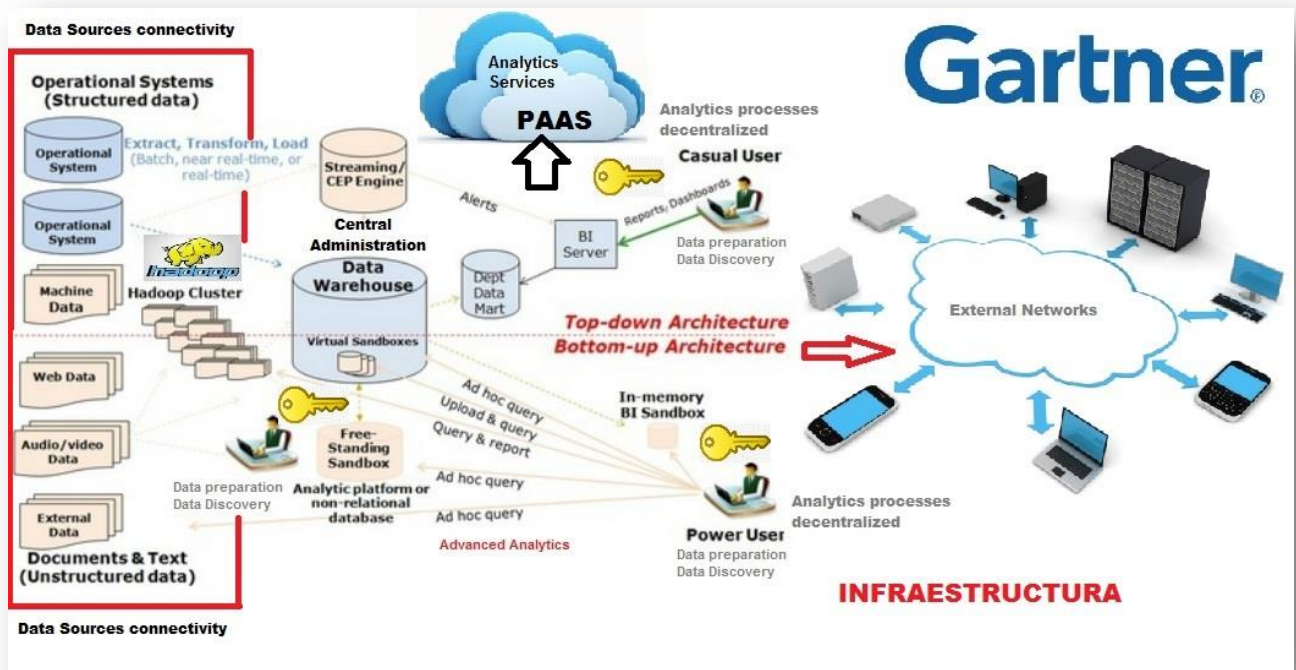 Data Sources connectivity
Operational Systems
(Structured data)
Operational
System
Extract, Transform, Load
(Batch, near real-time, or
real-time)
Operational
System
hadoop
Hadoop Cluster
Machine
Data
Web Data
Audio/video
Data
External
Data
Documents & Text
(Unstructured data)
Data Sources connectivity
Streaming/
CEP Engine
Central
Administration
Data
Warehouse
Virtual Sandboxes
Free-
Standing
Sandbox
Analytic platform or
non-relational
database
Data preparation
Data Discovery
Analytics
Services
PAAS
Analytics processes
decentralized
Casual User
Alerts
Reports, Dashboards
BI
Server
Data preparation
Data Discovery
Dept
Data
Mart
Top-down Architecture
Bottom-up Architecture
Ad hoc query
Upload & query
Query & report
Ad hoc query
Ad hoc query
In-memory
BI Sandbox
Advanced Analytics
Power User
Data preparation
Data Discovery
Analytics processes
decentralized
Gartner®
External Networks
INFRAESTRUCTURA